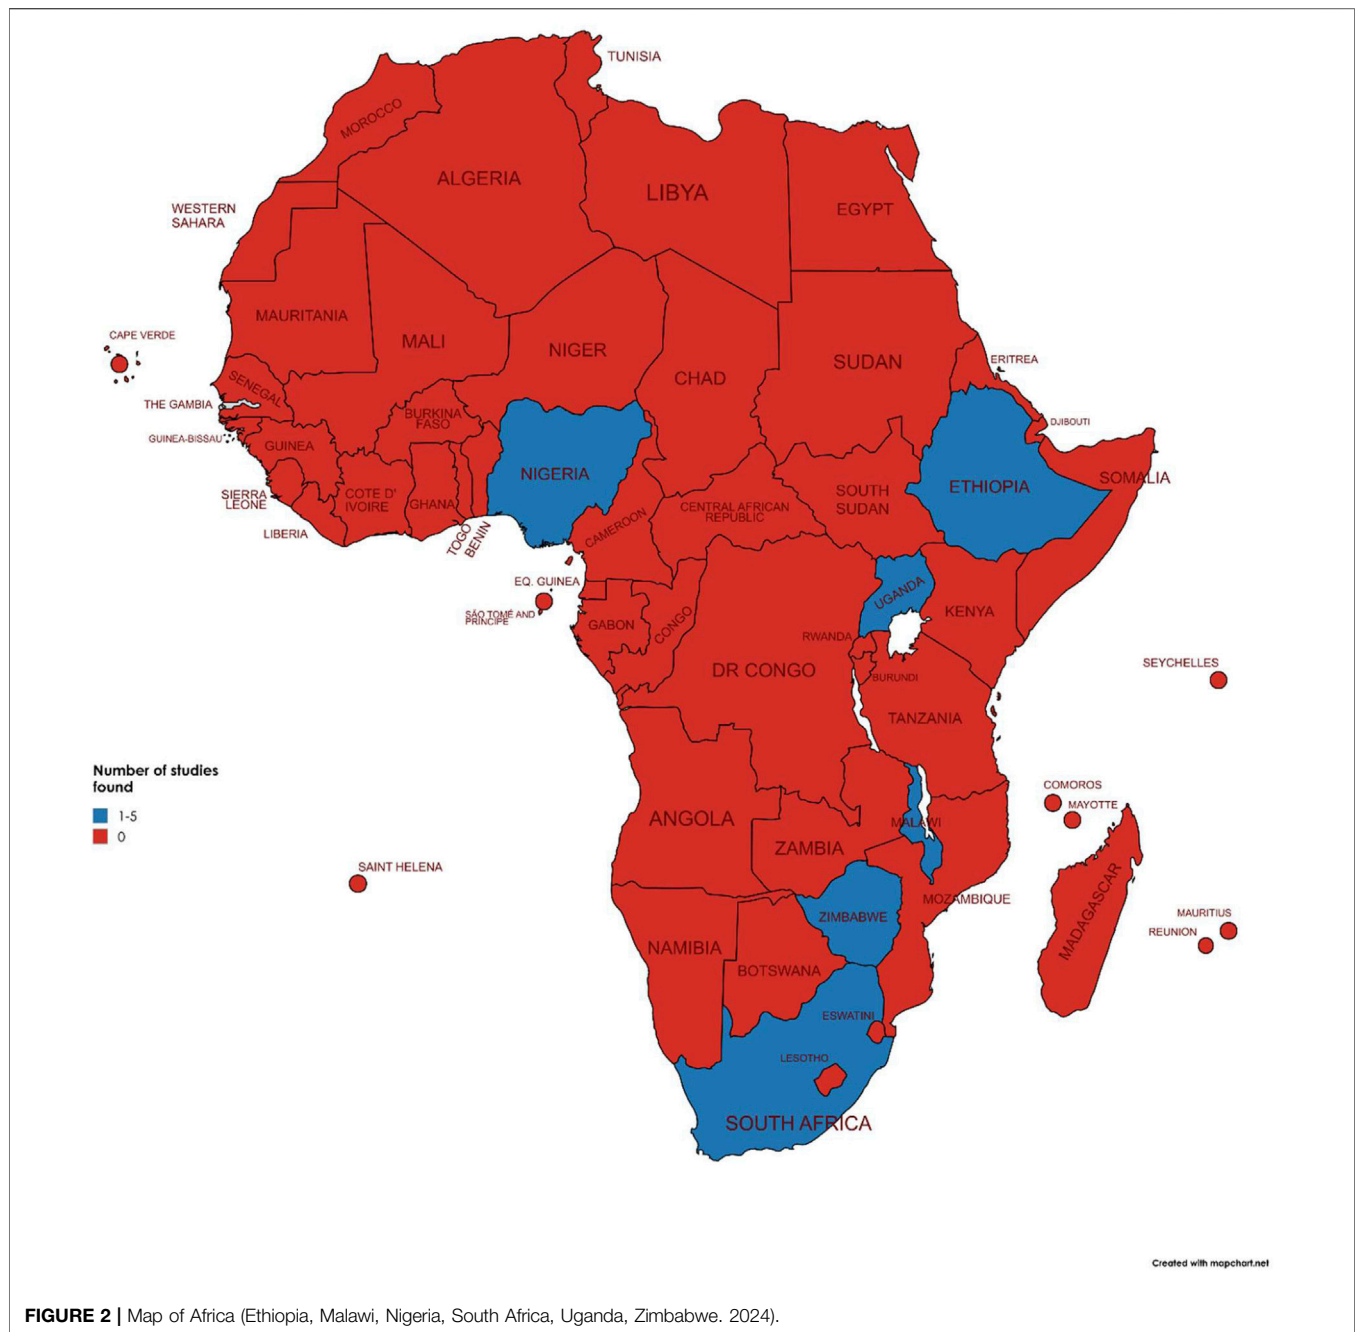 TUNISIA
MOROCCO
ALGERIA
LIBYA
EGYPT
WESTERN
SAHARA
MAURITANIA
MALI
NIGER
CHAD
SUDAN
ERITREA
CAPE VERDE
SENEGAL
THE GAMBIA
GUINEA-BISSAU
GUINEA
BURKINA
FASO
DJIBOUTI
NIGERIA
ETHIOPIA
SOMALIA
SIERRA
LEONE
COTE D'
IVOIRE
GHANA
SOUTH
SUDAN
CENTRAL AFRICAN
REPUBLIC
LIBERIA
TOGO
BENIN
CAMEROON
EQ. GUINEA
UGANDA
SÃO TOMÉ AND
PRINCIPE
GABON
CONGO
KENYA
RWANDA
DR CONGO
BURUNDI
SEYCHELLES
TANZANIA
Number of studies
found
1-5
0
COMOROS
MAYOTTE
ANGOLA
MALAWI
ZAMBIA
SAINT HELENA
MOZAMBIQUE
MADAGASCAR
ZIMBABWE
MAURITIUS
REUNION
NAMIBIA
BOTSWANA
ESWATINI
LESOTHO
SOUTH AFRICA
Created with mapchart.net
FIGURE 2 | Map of Africa (Ethiopia, Malawi, Nigeria, South Africa, Uganda, Zimbabwe. 2024).